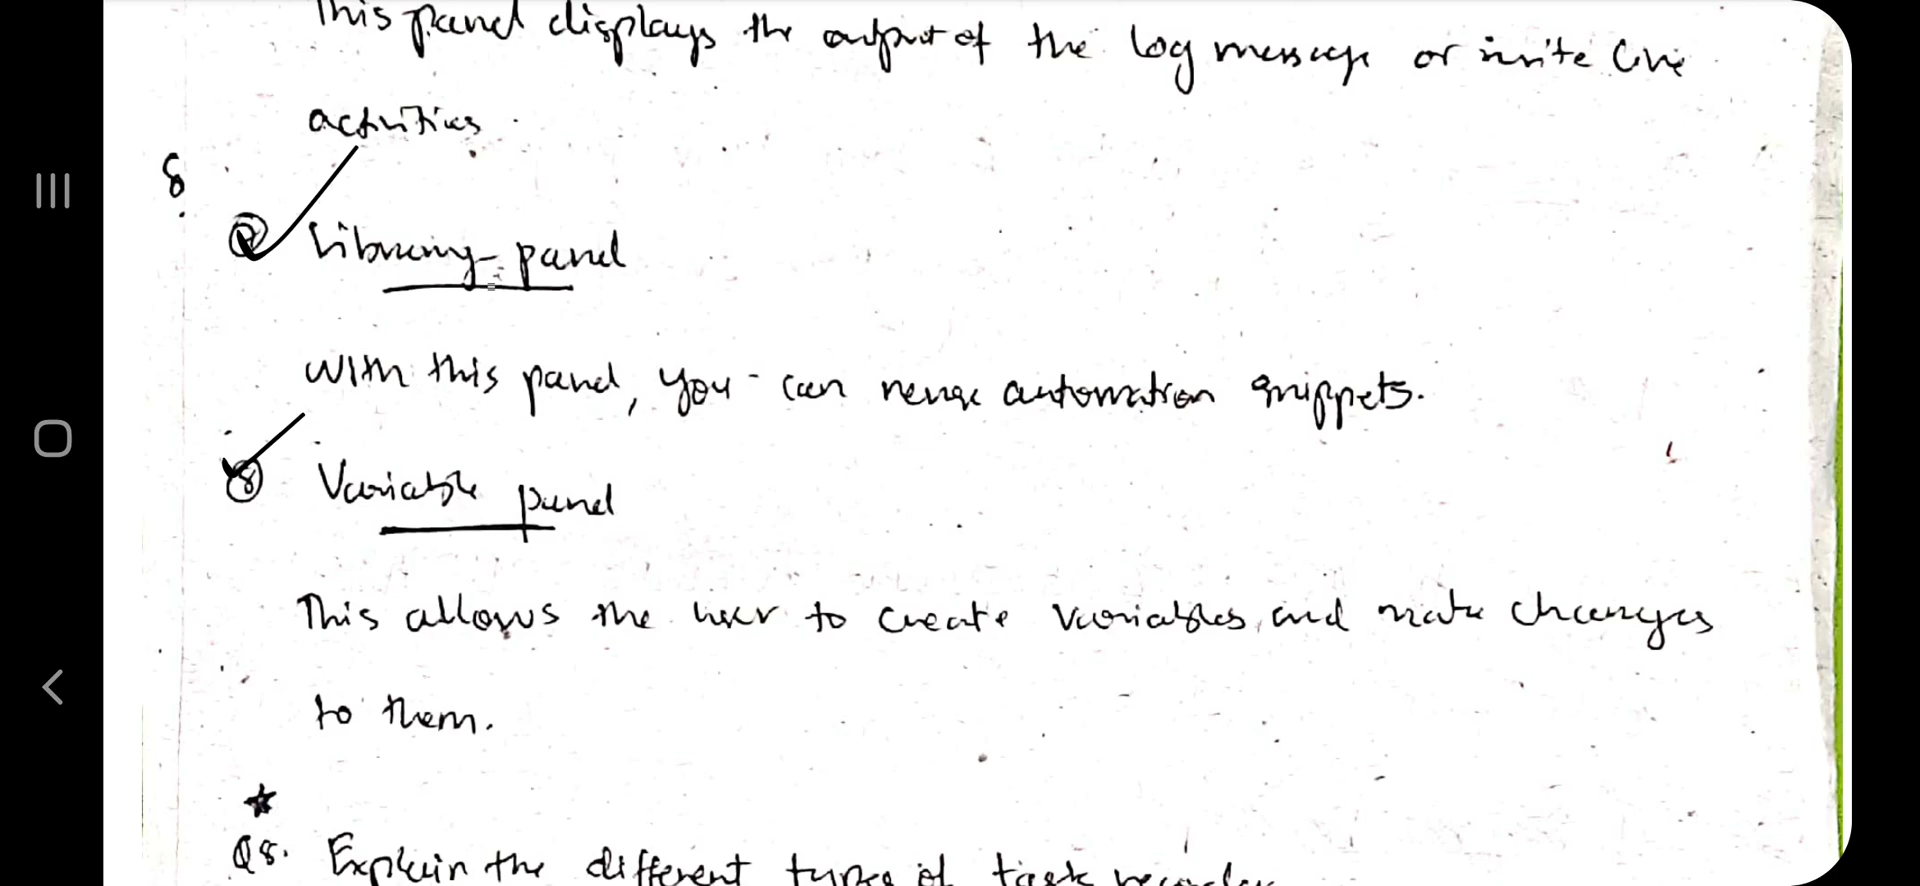 This panel displays the output of the log message or write line
activities.
8
⑦ Library panel
With this panel, you can reuse automation snippets.
⑧ Variable panel
This allows the user to create variables and make changes
to them.
★
Q8. Explain the different types of task recorder